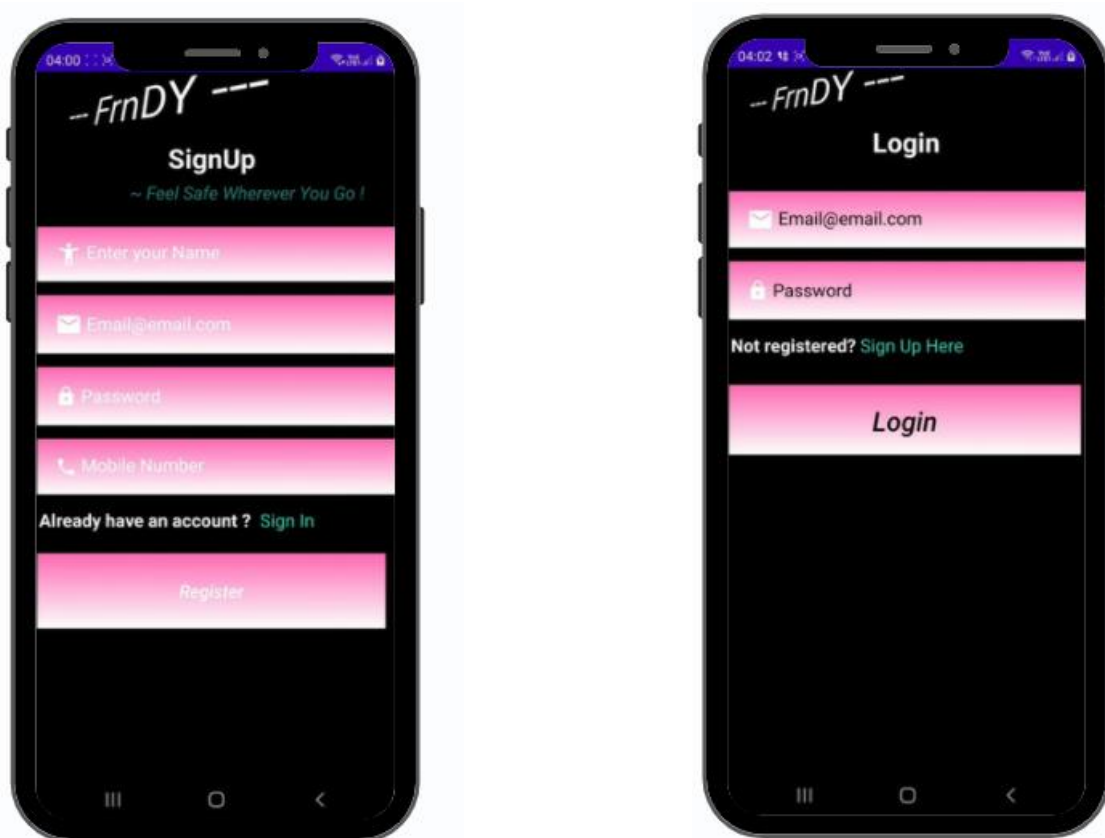 04:00
-- FrnDY ---
SignUp
~ Feel Safe Wherever You Go !
Enter your Name
Email@email.com
Password
Mobile Number
Already have an account ? Sign In
Register
04:02
-- FrnDY ---
Login
Email@email.com
Password
Not registered? Sign Up Here
Login